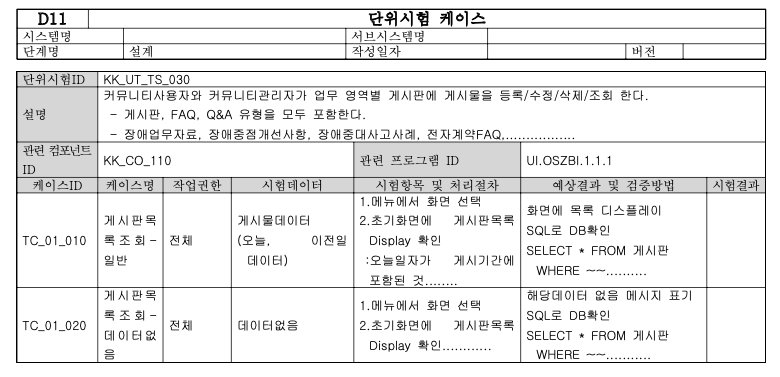 D11 단위시험 케이스
시스템명 서브시스템명
단계명 설계 작성일자 버전
단위시험ID KK_UT_TS_030
설명
커뮤니티사용자와 커뮤니티관리자가 업무 영역별 게시판에 게시물을 등록/수정/삭제/조회 한다.
- 게시판, FAQ, Q&A 유형을 모두 포함한다.
- 장애업무자료, 장애중점개선사항, 장애중대사고사례, 전자계약FAQ,.................
관련 컴포넌트
ID
KK_CO_110
관련 프로그램 ID
UI.OSZBI.1.1.1
케이스ID 케이스명 작업권한 시험데이터 시험항목 및 처리절차 예상결과 및 검증방법 시험결과
TC_01_010
게시판목
록조회-
일반
전체
게시물데이터
(오늘, 이전일
데이터)
1.메뉴에서 화면 선택
2.초기화면에 게시판목록
Display 확인
:오늘일자가 게시기간에
포함된 것........
화면에 목록 디스플레이
SQL로 DB확인
SELECT * FROM 게시판
WHERE ~~..........
TC_01_020
게시판목
록조회-
데이터없
음
전체
데이터없음
1.메뉴에서 화면 선택
2.초기화면에 게시판목록
Display 확인............
해당데이터 없음 메시지 표기
SQL로 DB확인
SELECT * FROM 게시판
WHERE ~~...........